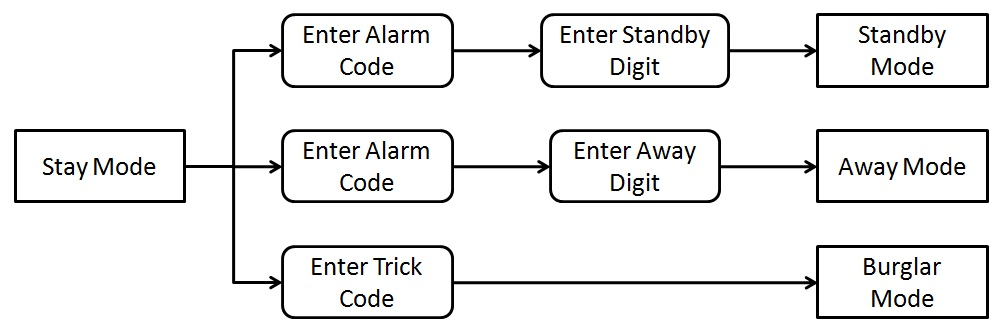 Enter Alarm
Code
Enter Standby
Digit
Standby
Mode
Stay Mode
Enter Alarm
Code
Enter Away
Digit
Away Mode
Enter Trick
Code
Burglar
Mode